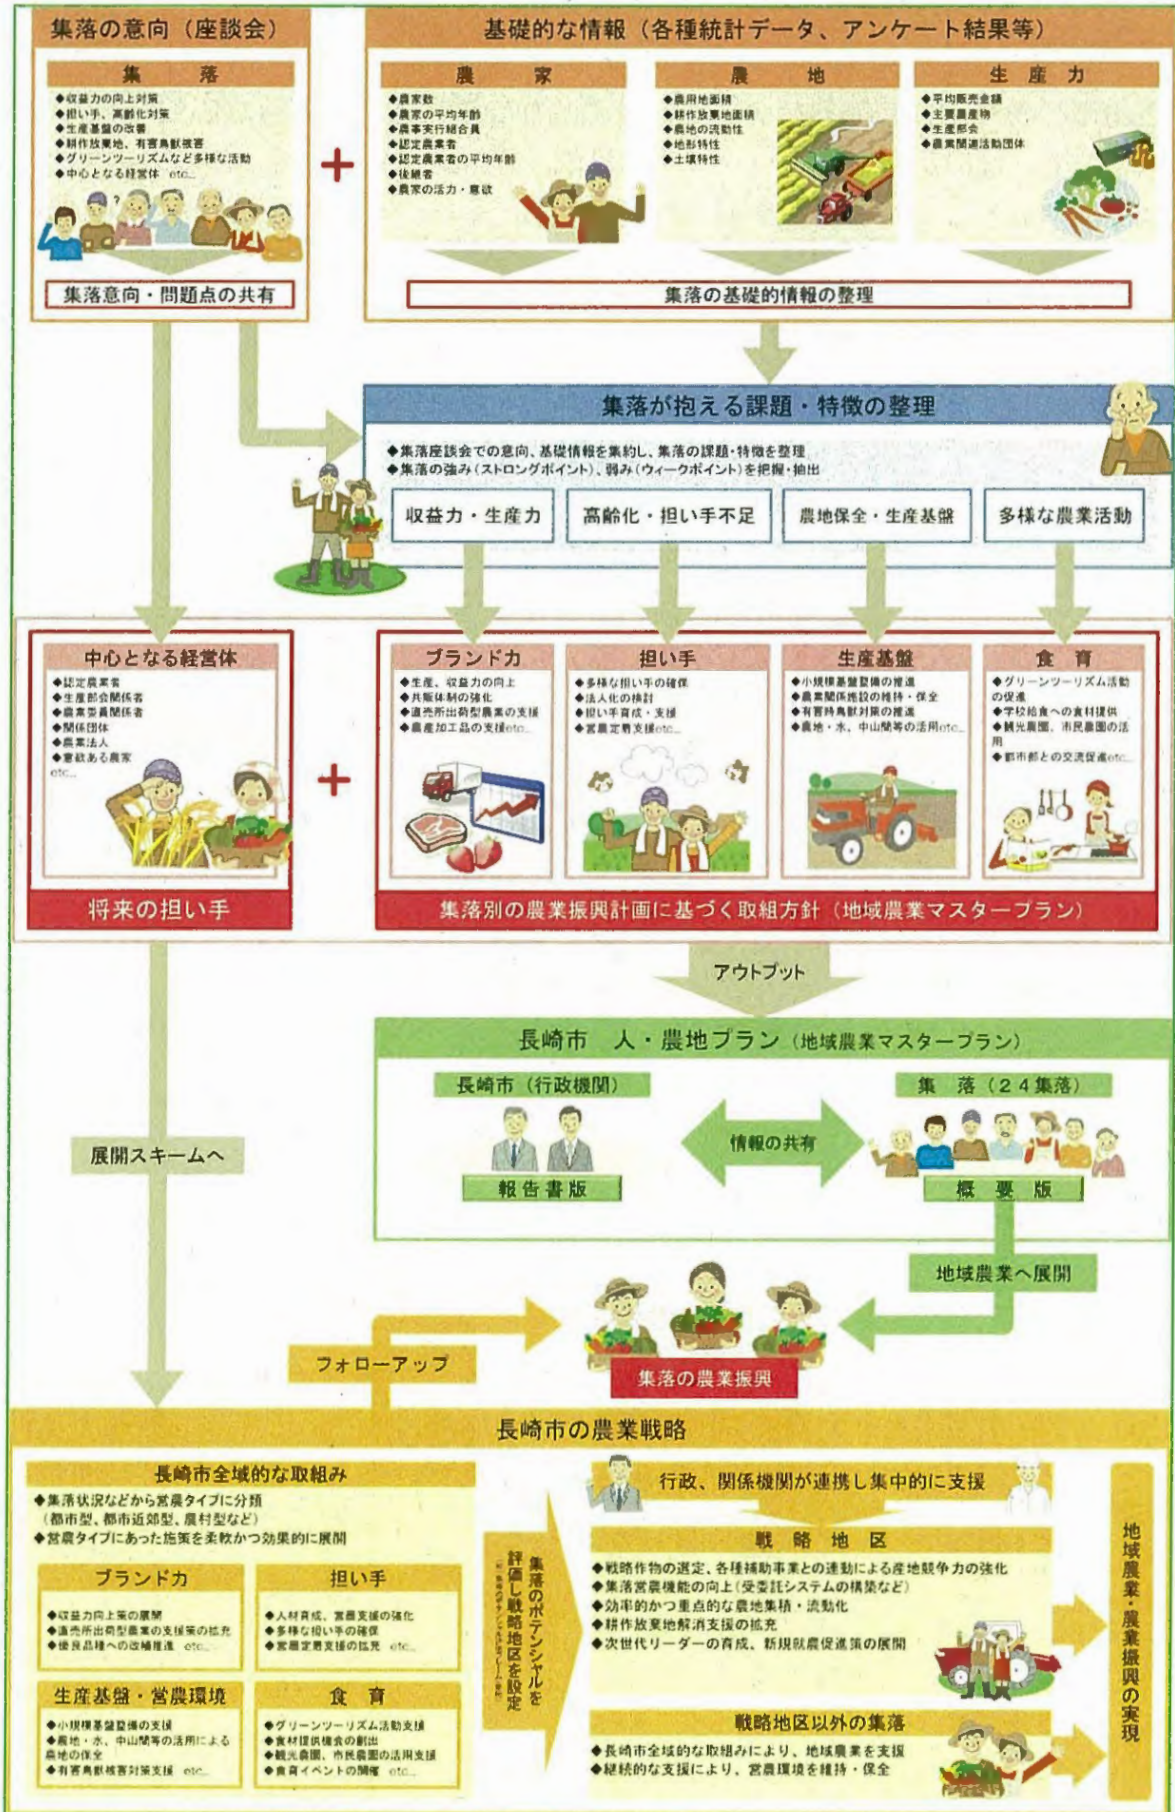 集落の意向（座談会）
集　落
◆収益力の向上対策
◆担い手、高齢化対策
◆生産基盤の改善
◆耕作放棄地、有害鳥獣被害
◆グリーンツーリズムなど多様な活動
◆中心となる経営体　etc…
?
集落意向・問題点の共有
+
基礎的な情報（各種統計データ、アンケート結果等）
農　家
◆農家数
◆農家の平均年齢
◆農事実行組合員
◆認定農業者
◆認定農業者の平均年齢
◆後継者
◆農家の活力・意欲
農　地
◆農用地面積
◆耕作放棄地面積
◆農地の流動性
◆地形特性
◆土壌特性
生　産　力
◆平均販売金額
◆主要農産物
◆生産部会
◆農業関連活動団体
集落の基礎的情報の整理
集落が抱える課題・特徴の整理
◆集落座談会での意向、基礎情報を集約し、集落の課題・特徴を整理
◆集落の強み（ストロングポイント）、弱み（ウィークポイント）を把握・抽出
収益力・生産力
高齢化・担い手不足
農地保全・生産基盤
多様な農業活動
中心となる経営体
◆認定農業者
◆生産部会関係者
◆農業委員関係者
◆関係団体
◆農業法人
◆意欲ある農家
etc…
将来の担い手
+
ブランド力
◆生産、収益力の向上
◆共販体制の強化
◆直売所出荷型農業の支援
◆農産加工品の支援etc…
担い手
◆多様な担い手の確保
◆法人化の検討
◆担い手育成・支援
◆営農定着支援etc…
生産基盤
◆小規模基盤整備の推進
◆農業関係施設の維持・保全
◆有害鳥獣対策の推進
◆農地・水、中山間等の活用etc…
食　育
◆グリーンツーリズム活動
の促進
◆学校給食への食材提供
◆観光農園、市民農園の活
用
◆都市部との交流促進etc…
集落別の農業振興計画に基づく取組方針（地域農業マスタープラン）
アウトプット
長崎市　人・農地プラン（地域農業マスタープラン）
長崎市（行政機関）
報告書版
情報の共有
集　落（２４集落）
概　要　版
展開スキームへ
地域農業へ展開
フォローアップ
集落の農業振興
長崎市の農業戦略
長崎市全域的な取組み
◆集落状況などから営農タイプに分類
（都市型、都市近郊型、農村型など）
◆営農タイプにあった施策を柔軟かつ効果的に展開
ブランド力
◆収益力向上策の展開
◆直売所出荷型農業の支援策の拡充
◆優良品種への改植推進　etc…
担い手
◆人材育成、営農支援の強化
◆多様な担い手の確保
◆営農定着支援の拡充　etc…
生産基盤・営農環境
◆小規模基盤整備の支援
◆農地・水、中山間等の活用による
農地の保全
◆有害鳥獣被害対策支援　etc…
食　育
◆グリーンツーリズム活動支援
◆食材提供機会の創出
◆観光農園、市民農園の活用支援
◆食育イベントの開催　etc…
集落のポテンシャルを
評価し戦略地区を設定
行政、関係機関が連携し集中的に支援
戦　略　地　区
◆戦略作物の選定、各種補助事業との連動による産地競争力の強化
◆集落営農機能の向上（受委託システムの構築など）
◆効率的かつ重点的な農地集積・流動化
◆耕作放棄地解消支援の拡充
◆次世代リーダーの育成、新規就農促進策の展開
戦略地区以外の集落
◆長崎市全域的な取組みにより、地域農業を支援
◆継続的な支援により、営農環境を維持・保全
地域農業・農業振興の実現